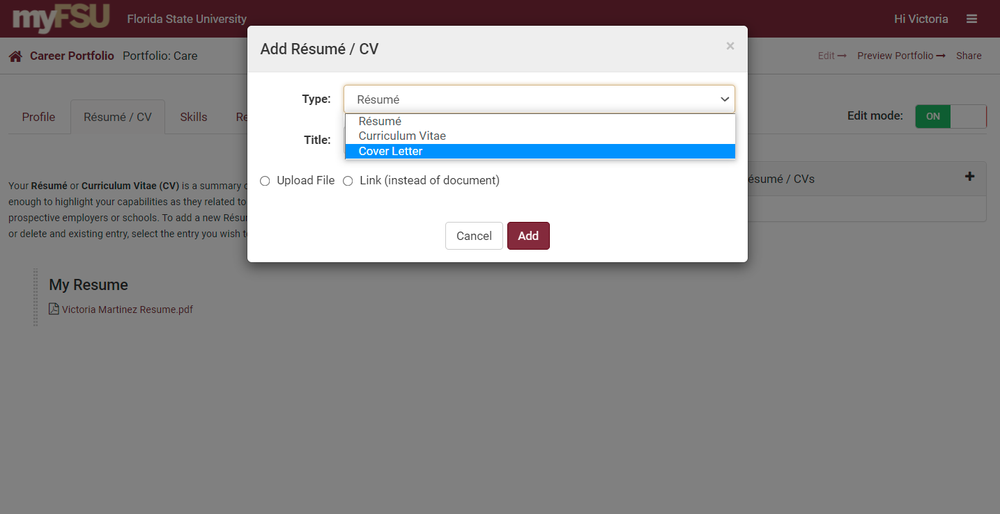 myFSU Florida State University Hi Victoria
Add Résumé / CV ×
Career Portfolio Portfolio: Care Edit Preview Portfolio Share
Type: Résumé
Résumé
Curriculum Vitae
Cover Letter
Title:
Upload File Link (instead of document)
Cancel Add
Profile Résumé / CV Skills Re Edit mode: ON
ésumé / CVs
Your Résumé or Curriculum Vitae (CV) is a summary
enough to highlight your capabilities as they related to
prospective employers or schools. To add a new Résu
or delete and existing entry, select the entry you wish t
My Resume
Victoria Martinez Resume.pdf